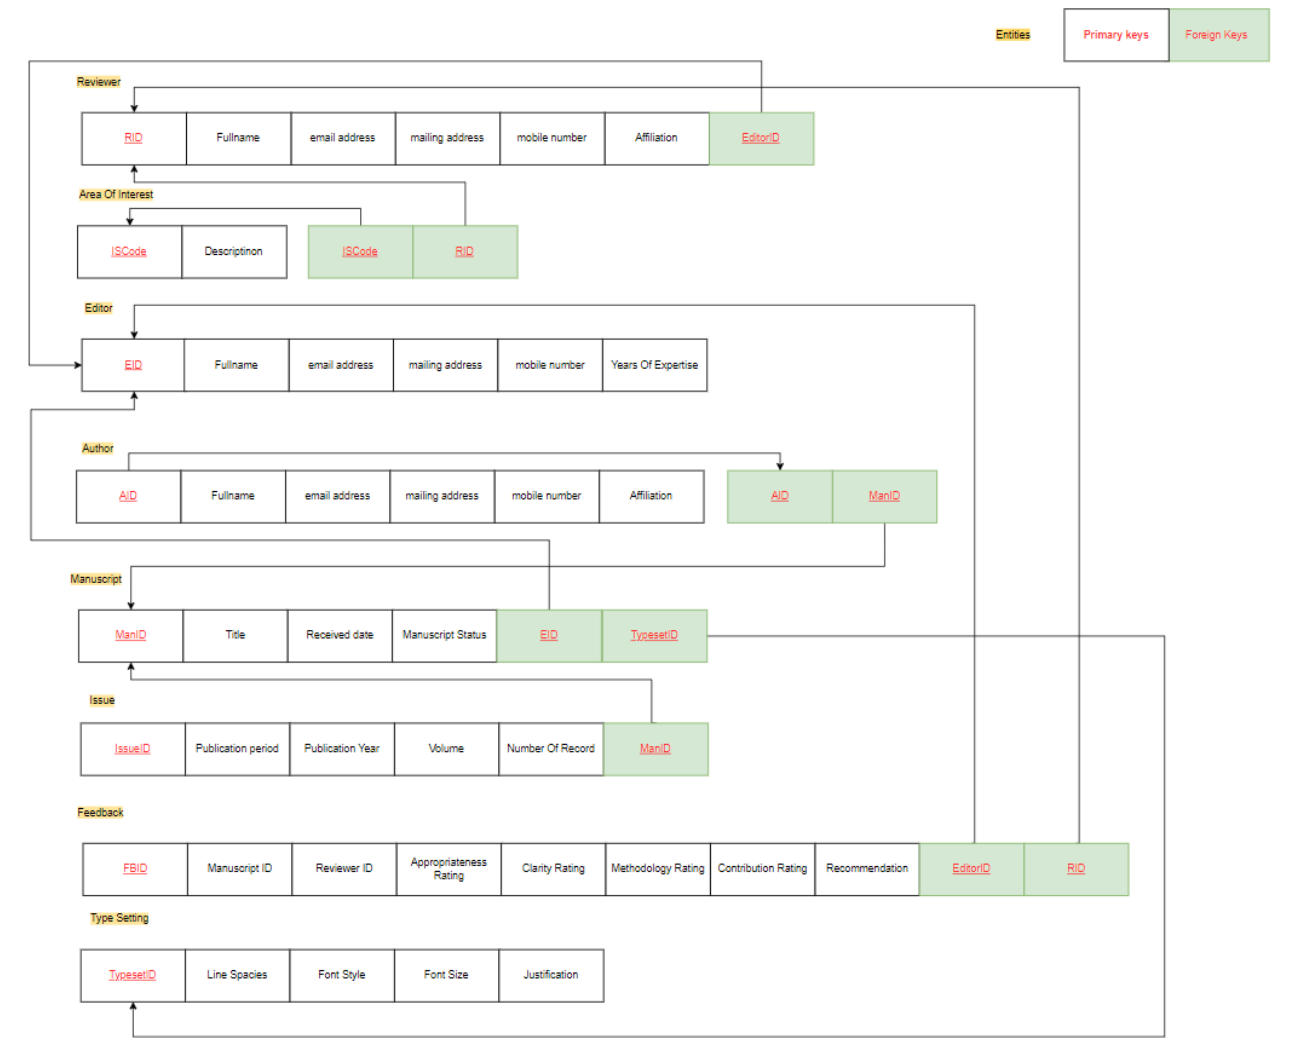 Entities
Primary keys
Foreign Keys
Reviewer
RID
Fullname
email address
mailing address
mobile number
Affiliation
EditorID
Area Of Interest
ISCode
Descriptinon
ISCode
RID
Editor
EID
Fullname
email address
mailing address
mobile number
Years Of Expertise
Author
AID
Fullname
email address
mailing address
mobile number
Affiliation
AID
ManID
Manuscript
ManID
Title
Received date
Manuscript Status
EID
TypesetID
Issue
IssueID
Publication period
Publication Year
Volume
Number Of Record
ManID
Feedback
FBID
Manuscript ID
Reviewer ID
Appropriateness
Rating
Clarity Rating
Methodology Rating
Contribution Rating
Recommendation
EditorID
RID
Type Setting
TypesetID
Line Spacies
Font Style
Font Size
Justification